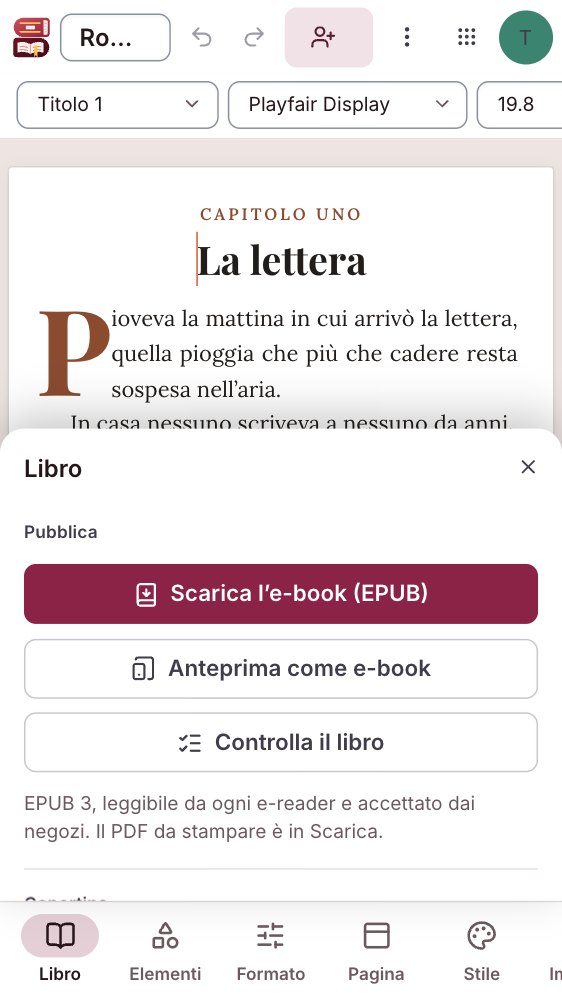 Ro...
T
Titolo 1
Playfair Display
19.8
CAPITOLO UNO
La lettera
Pioveva la mattina in cui arrivò la lettera,
quella pioggia che più che cadere resta
sospesa nell’aria.
In casa nessuno scriveva a nessuno da anni.
Libro
Pubblica
Scarica l’e-book (EPUB)
Anteprima come e-book
Controlla il libro
EPUB 3, leggibile da ogni e-reader e accettato dai
negozi. Il PDF da stampare è in Scarica.
Libro
Elementi
Formato
Pagina
Stile